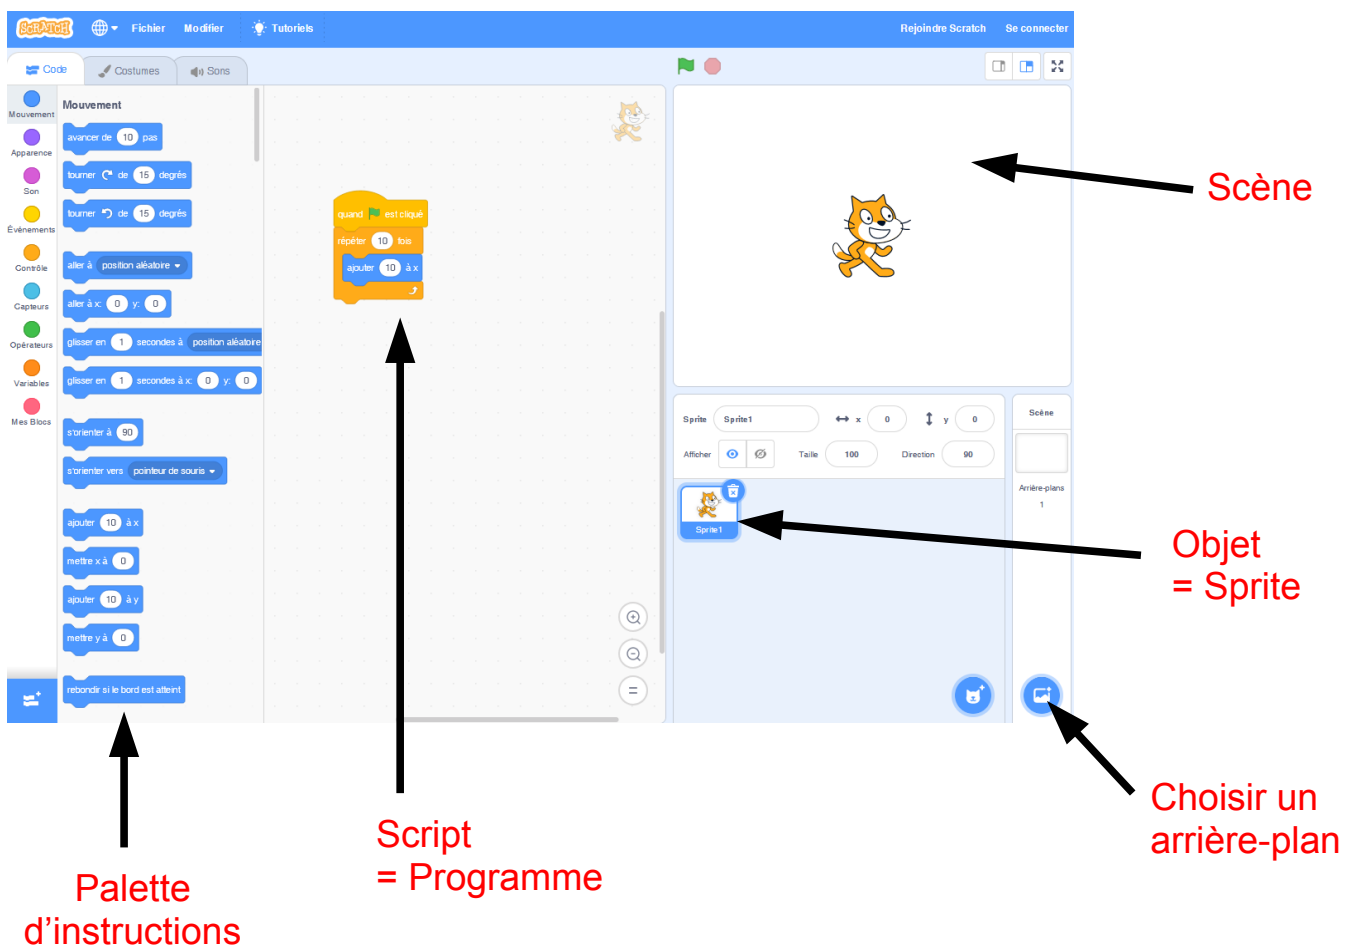 SCRATCH Fichier Modifier Tutoriels Rejoindre Scratch Se connecter
Code Costumes Sons
Mouvement
Apparence
Son
Événements
Contrôle
Capteurs
Opérateurs
Variables
Mes Blocs
Mouvement
avancer de 10 pas
tourner de 15 degrés
tourner de 15 degrés
aller à position aléatoire
aller à x: 0 y: 0
glisser en 1 secondes à position aléatoire
glisser en 1 secondes à x: 0 y: 0
s'orienter à 90
s'orienter vers pointeur de souris
ajouter 10 à x
mettre x à 0
ajouter 10 à y
mettre y à 0
rebondir si le bord est atteint
quand est cliqué
répéter 10 fois
ajouter 10 à x
Sprite Sprite1 x 0 y 0
Afficher Taille 100 Direction 90
Sprite1
Scène
Arrière-plans
1
Scène
Objet
= Sprite
Choisir un
arrière-plan
Script
= Programme
Palette
d'instructions